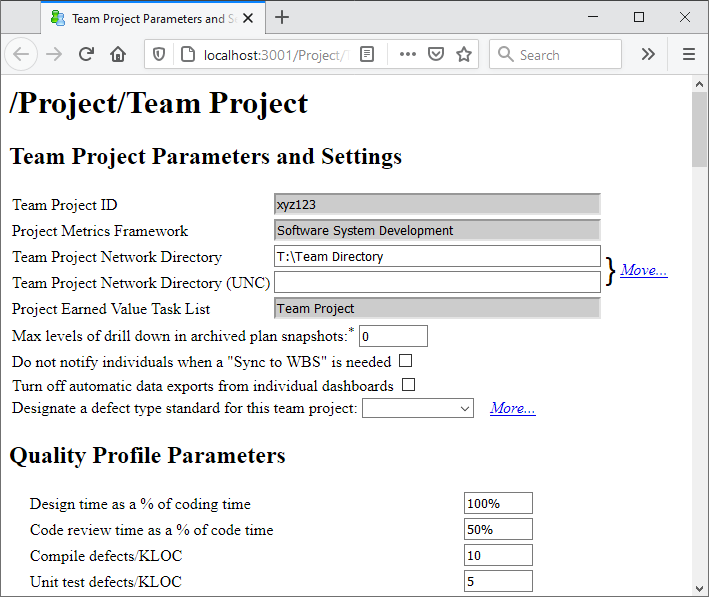 Team Project Parameters and Se
localhost:3001/Project/T
Search
/Project/Team Project
Team Project Parameters and Settings
Team Project ID xyz123
Project Metrics Framework Software System Development
Team Project Network Directory T:\Team Directory
} Move...
Team Project Network Directory (UNC)
Project Earned Value Task List Team Project
Max levels of drill down in archived plan snapshots:* 0
Do not notify individuals when a "Sync to WBS" is needed
Turn off automatic data exports from individual dashboards
Designate a defect type standard for this team project: More...
Quality Profile Parameters
Design time as a % of coding time 100%
Code review time as a % of code time 50%
Compile defects/KLOC 10
Unit test defects/KLOC 5